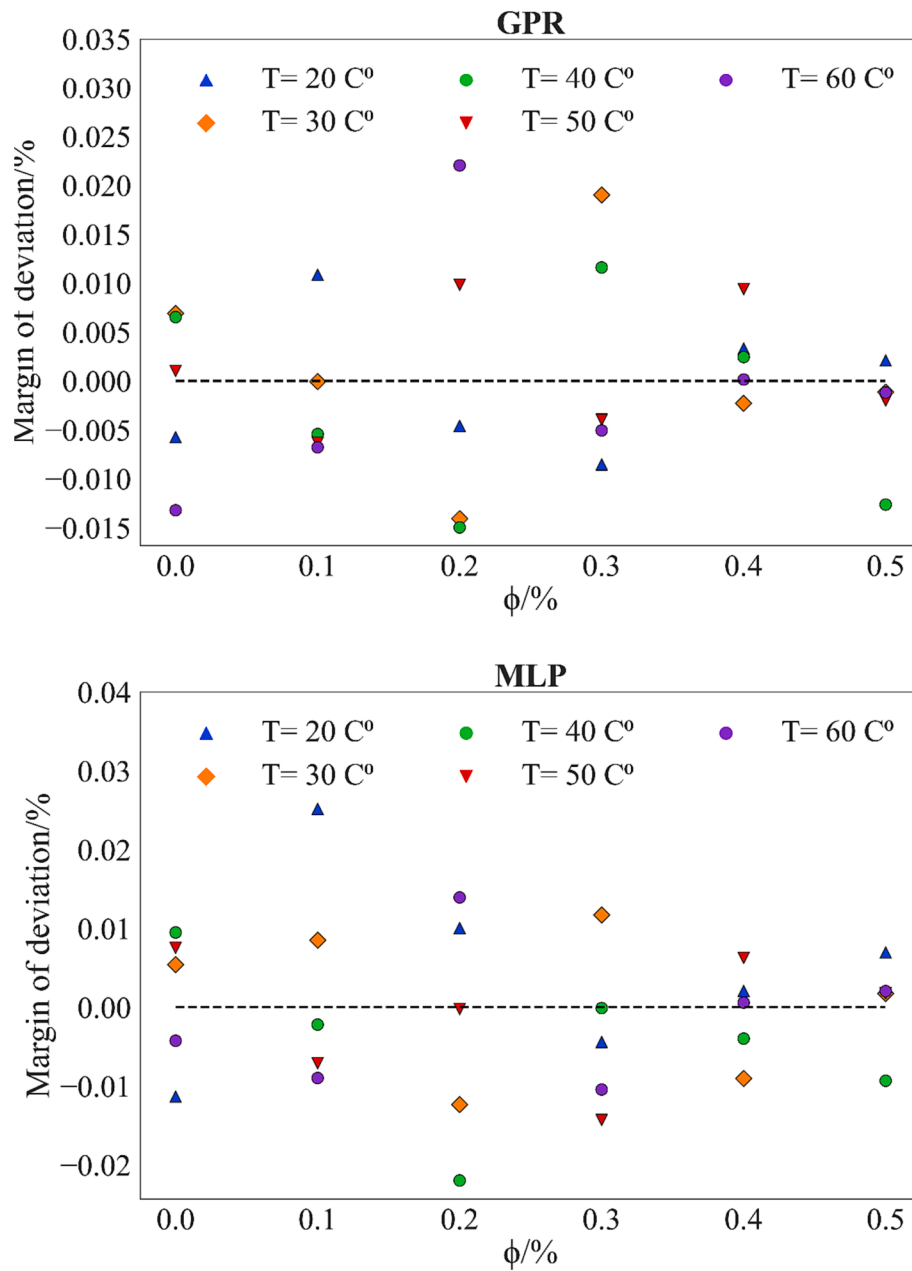 GPR
T= 20 Cº T= 40 Cº T= 60 Cº
T= 30 Cº T= 50 Cº
Margin of deviation/%
0.035
0.030
0.025
0.020
0.015
0.010
0.005
0.000
−0.005
−0.010
−0.015
0.0 0.1 0.2 0.3 0.4 0.5
ϕ/%
MLP
T= 20 Cº T= 40 Cº T= 60 Cº
T= 30 Cº T= 50 Cº
Margin of deviation/%
0.04
0.03
0.02
0.01
0.00
−0.01
−0.02
0.0 0.1 0.2 0.3 0.4 0.5
ϕ/%